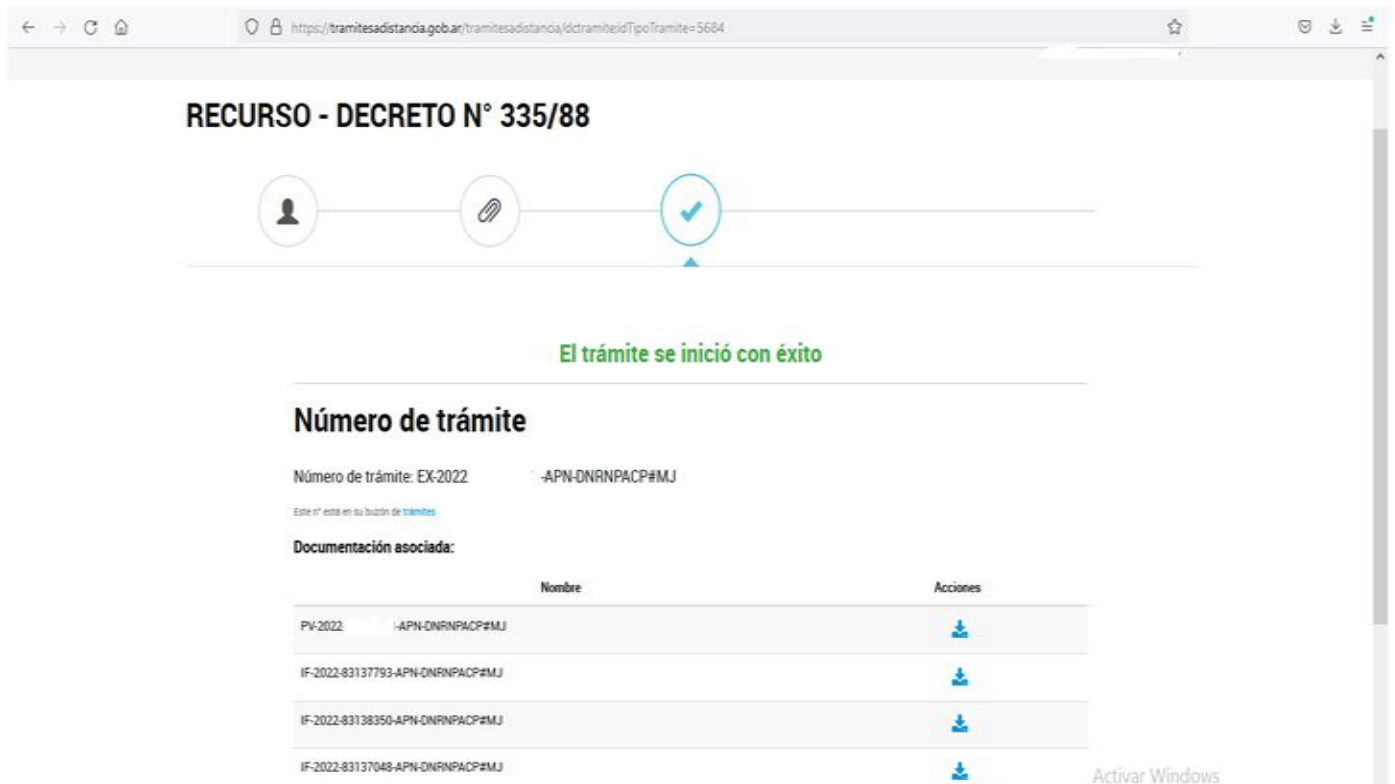 https://tramitesadistancia.gob.ar/tramitesadistancia/dctramite;idTipoTramite=5684
RECURSO - DECRETO N° 335/88
El trámite se inició con éxito
Número de trámite
Número de trámite: EX-2022 -APN-DNRNPACP#MJ
Este n° está en su buzón de trámites
Documentación asociada:
Nombre Acciones
PV-2022 -APN-DNRNPACP#MJ
IF-2022-83137793-APN-DNRNPACP#MJ
IF-2022-83138350-APN-DNRNPACP#MJ
IF-2022-83137048-APN-DNRNPACP#MJ
Activar Windows